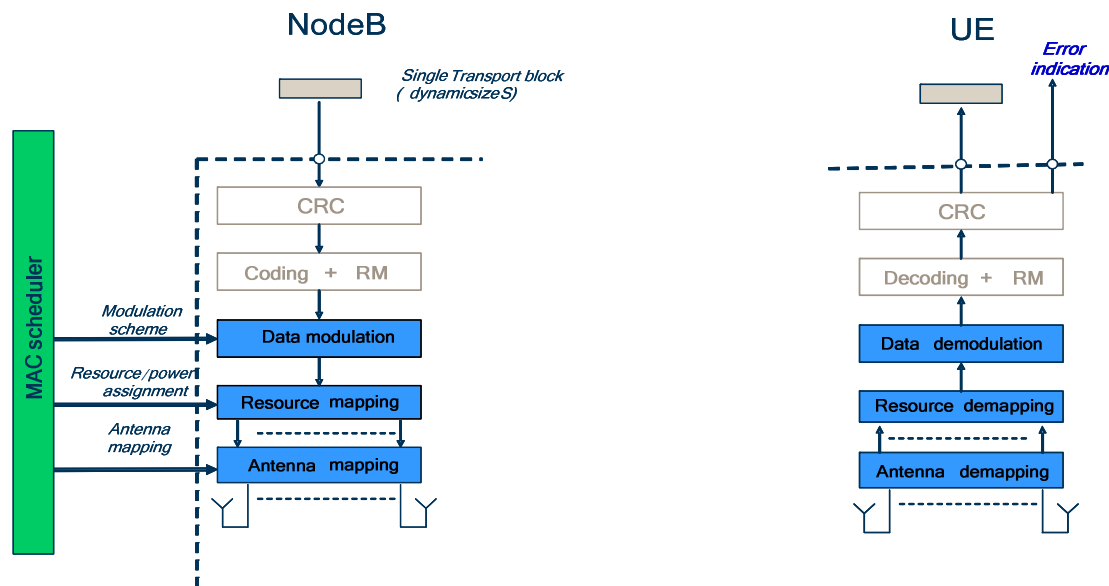 NodeB
UE
Single Transport block
( dynamicsize S)
Error
indication
CRC
Coding + RM
Data modulation
Resource mapping
Antenna mapping
MAC scheduler
Modulation
scheme
Resource/power
assignment
Antenna
mapping
CRC
Decoding + RM
Data demodulation
Resource demapping
Antenna demapping